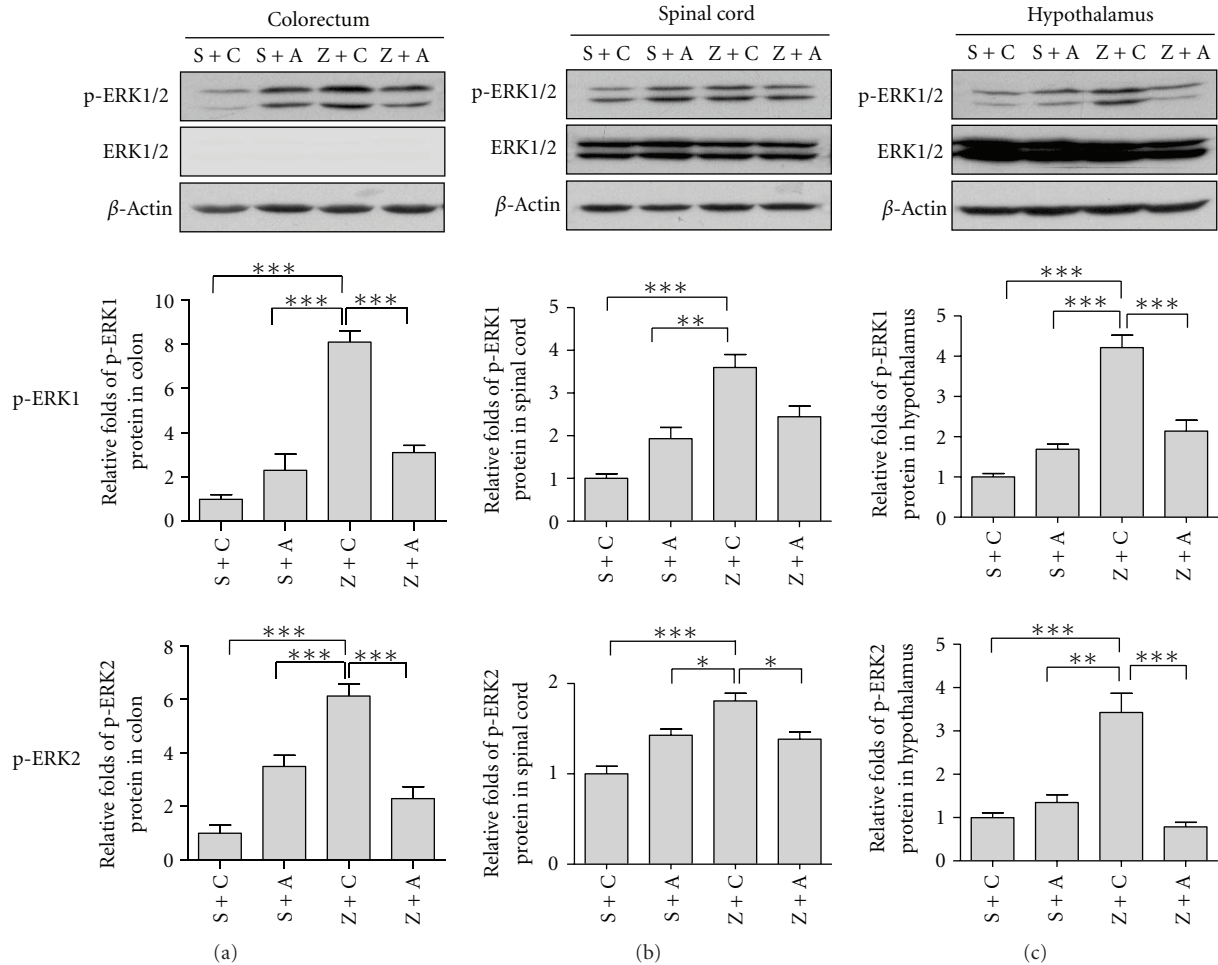 Colorectum
S + C S + A Z + C Z + A
p-ERK1/2
ERK1/2
β-Actin
Spinal cord
S + C S + A Z + C Z + A
p-ERK1/2
ERK1/2
β-Actin
Hypothalamus
S + C S + A Z + C Z + A
p-ERK1/2
ERK1/2
β-Actin
p-ERK1
Relative folds of p-ERK1
protein in colon
10
8
6
4
2
0
***
*** ***
S + C S + A Z + C Z + A
Relative folds of p-ERK1
protein in spinal cord
5
4
3
2
1
0
***
**
S + C S + A Z + C Z + A
Relative folds of p-ERK1
protein in hypothalamus
5
4
3
2
1
0
***
*** ***
S + C S + A Z + C Z + A
p-ERK2
Relative folds of p-ERK2
protein in colon
8
6
4
2
0
***
*** ***
S + C S + A Z + C Z + A
(a)
Relative folds of p-ERK2
protein in spinal cord
2
1
0
***
* *
S + C S + A Z + C Z + A
(b)
Relative folds of p-ERK2
protein in hypothalamus
5
4
3
2
1
0
***
** ***
S + C S + A Z + C Z + A
(c)